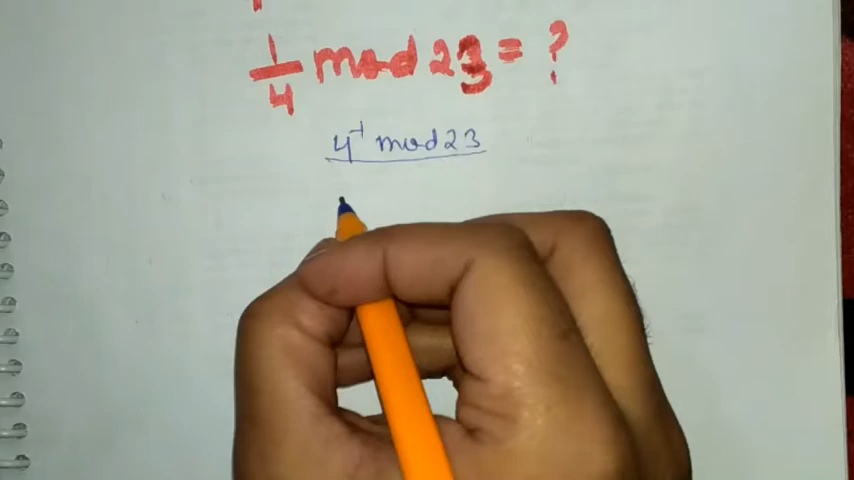 1/4 mod 23 = ?
4⁻¹ mod 23